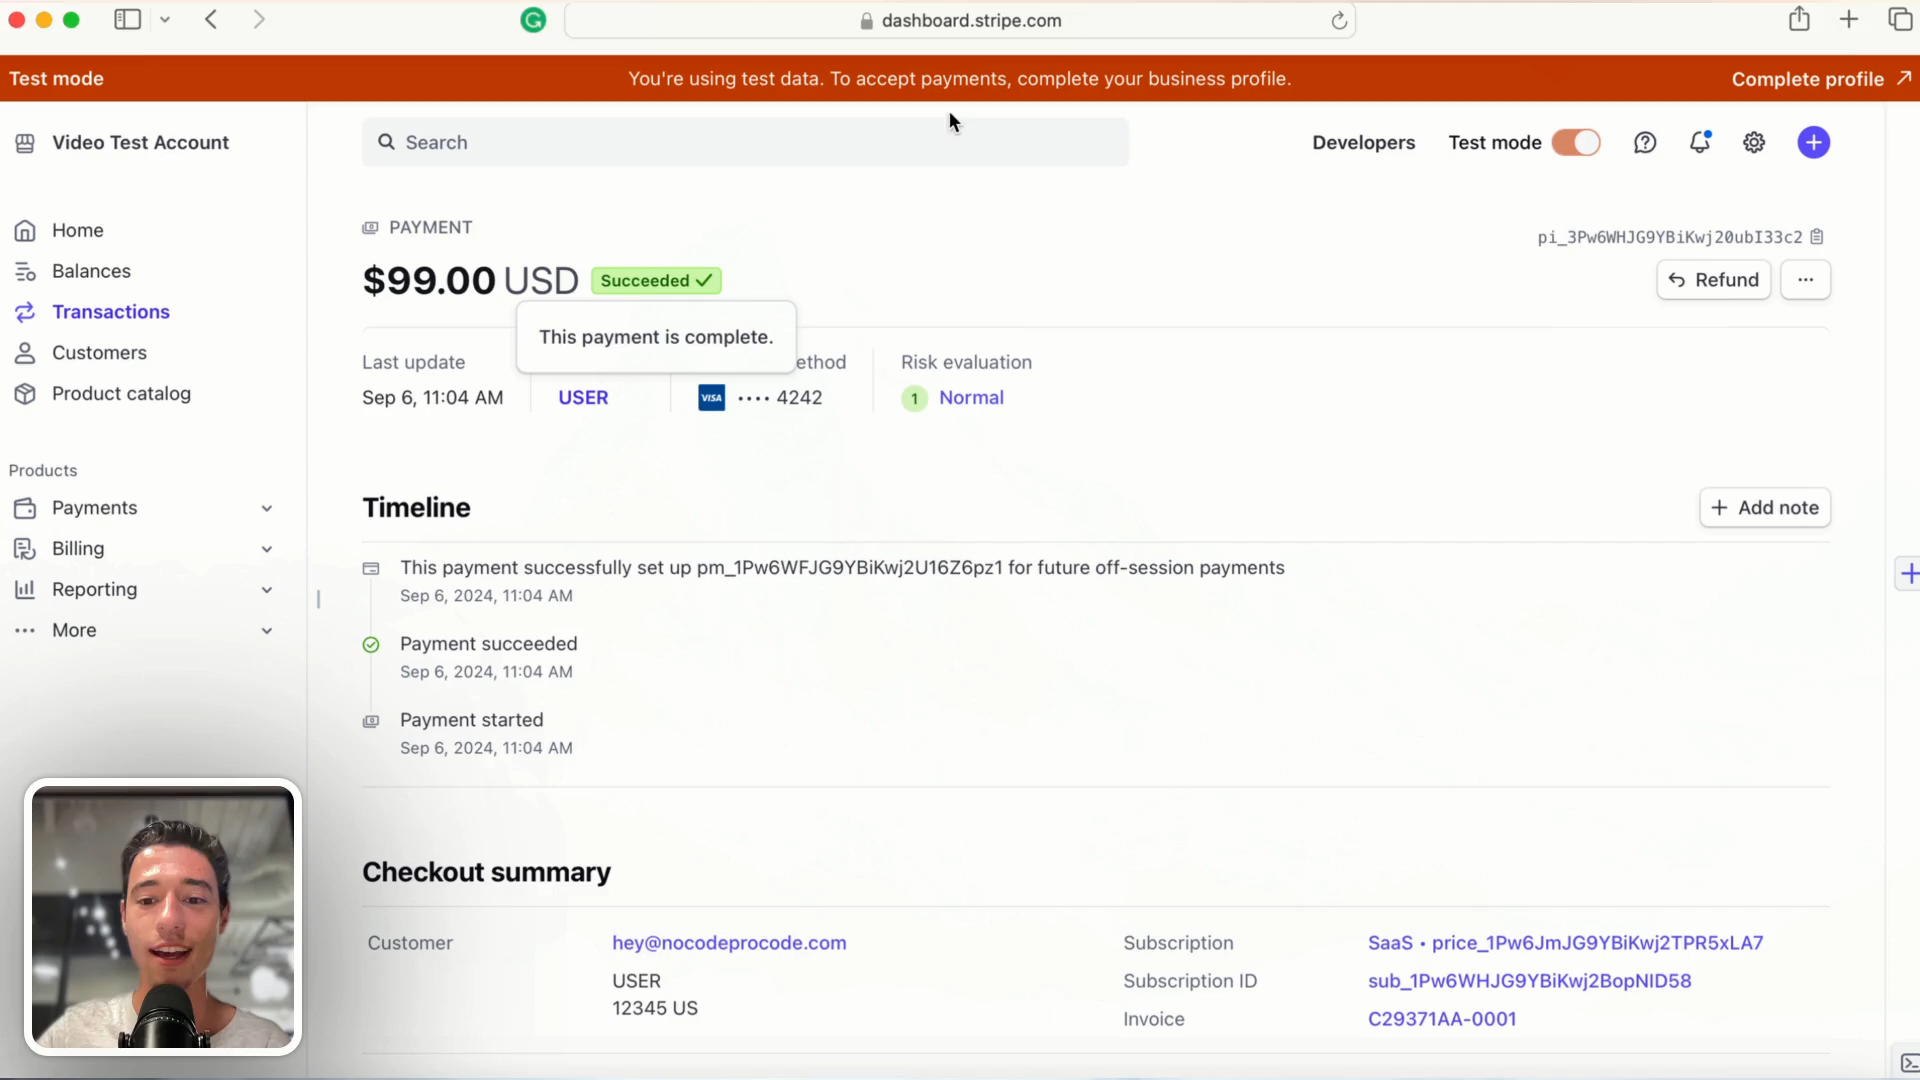 dashboard.stripe.com
Test mode
You're using test data. To accept payments, complete your business profile.
Complete profile
Video Test Account
Search
Developers
Test mode
Home
Balances
Transactions
Customers
Product catalog
Products
Payments
Billing
Reporting
More
PAYMENT
pi_3Pw6WHJG9YBiKwj20ubI33c2
$99.00 USD
Succeeded
Refund
This payment is complete.
Last update
ethod
Risk evaluation
Sep 6, 11:04 AM
USER
VISA •••• 4242
1 Normal
Timeline
Add note
This payment successfully set up pm_1Pw6WFJG9YBiKwj2U16Z6pz1 for future off-session payments
Sep 6, 2024, 11:04 AM
Payment succeeded
Sep 6, 2024, 11:04 AM
Payment started
Sep 6, 2024, 11:04 AM
Checkout summary
Customer
hey@nocodeprocode.com
USER
12345 US
Subscription
SaaS • price_1Pw6JmJG9YBiKwj2TPR5xLA7
Subscription ID
sub_1Pw6WHJG9YBiKwj2BopNID58
Invoice
C29371AA-0001